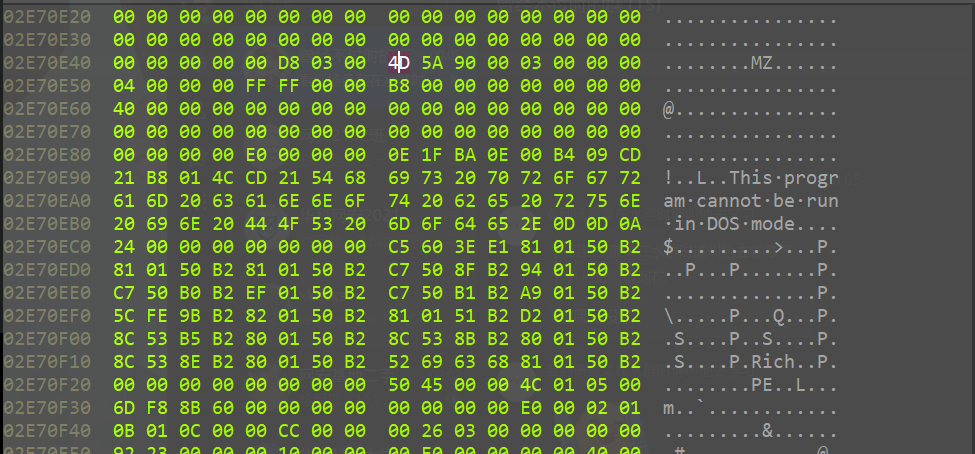 02E70E20 00 00 00 00 00 00 00 00 00 00 00 00 00 00 00 00 ................
02E70E30 00 00 00 00 00 00 00 00 00 00 00 00 00 00 00 00 ................
02E70E40 00 00 00 00 00 D8 03 00 4D 5A 90 00 03 00 00 00 ........MZ......
02E70E50 04 00 00 00 FF FF 00 00 B8 00 00 00 00 00 00 00 ................
02E70E60 40 00 00 00 00 00 00 00 00 00 00 00 00 00 00 00 @...............
02E70E70 00 00 00 00 00 00 00 00 00 00 00 00 00 00 00 00 ................
02E70E80 00 00 00 00 E0 00 00 00 0E 1F BA 0E 00 B4 09 CD ................
02E70E90 21 B8 01 4C CD 21 54 68 69 73 20 70 72 6F 67 72 !..L..This·progr
02E70EA0 61 6D 20 63 61 6E 6E 6F 74 20 62 65 20 72 75 6E am·cannot·be·run
02E70EB0 20 69 6E 20 44 4F 53 20 6D 6F 64 65 2E 0D 0D 0A ·in·DOS·mode....
02E70EC0 24 00 00 00 00 00 00 00 C5 60 3E E1 81 01 50 B2 $.........>...P.
02E70ED0 81 01 50 B2 81 01 50 B2 C7 50 8F B2 94 01 50 B2 ..P...P.......P.
02E70EE0 C7 50 B0 B2 EF 01 50 B2 C7 50 B1 B2 A9 01 50 B2 ..............P.
02E70EF0 5C FE 9B B2 82 01 50 B2 81 01 51 B2 D2 01 50 B2 \.....P...Q...P.
02E70F00 8C 53 B5 B2 80 01 50 B2 8C 53 8B B2 80 01 50 B2 .S....P..S....P.
02E70F10 8C 53 8E B2 80 01 50 B2 52 69 63 68 81 01 50 B2 .S....P.Rich..P.
02E70F20 00 00 00 00 00 00 00 00 50 45 00 00 4C 01 05 00 ........PE..L...
02E70F30 6D F8 8B 60 00 00 00 00 00 00 00 00 E0 00 02 01 m..`............
02E70F40 0B 01 0C 00 00 CC 00 00 00 26 03 00 00 00 00 00 .........&......